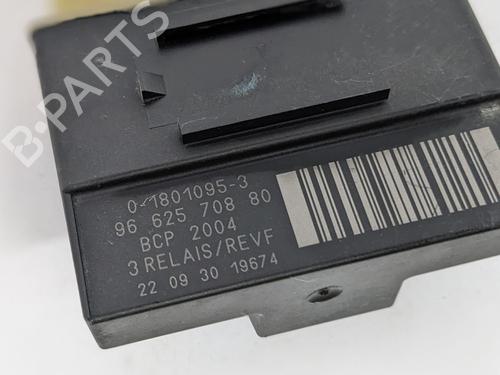 B-PARTS
0-1801095-3
96 625 708 80
BCP 2004
3 RELAIS/REVF
22 09 30 19674